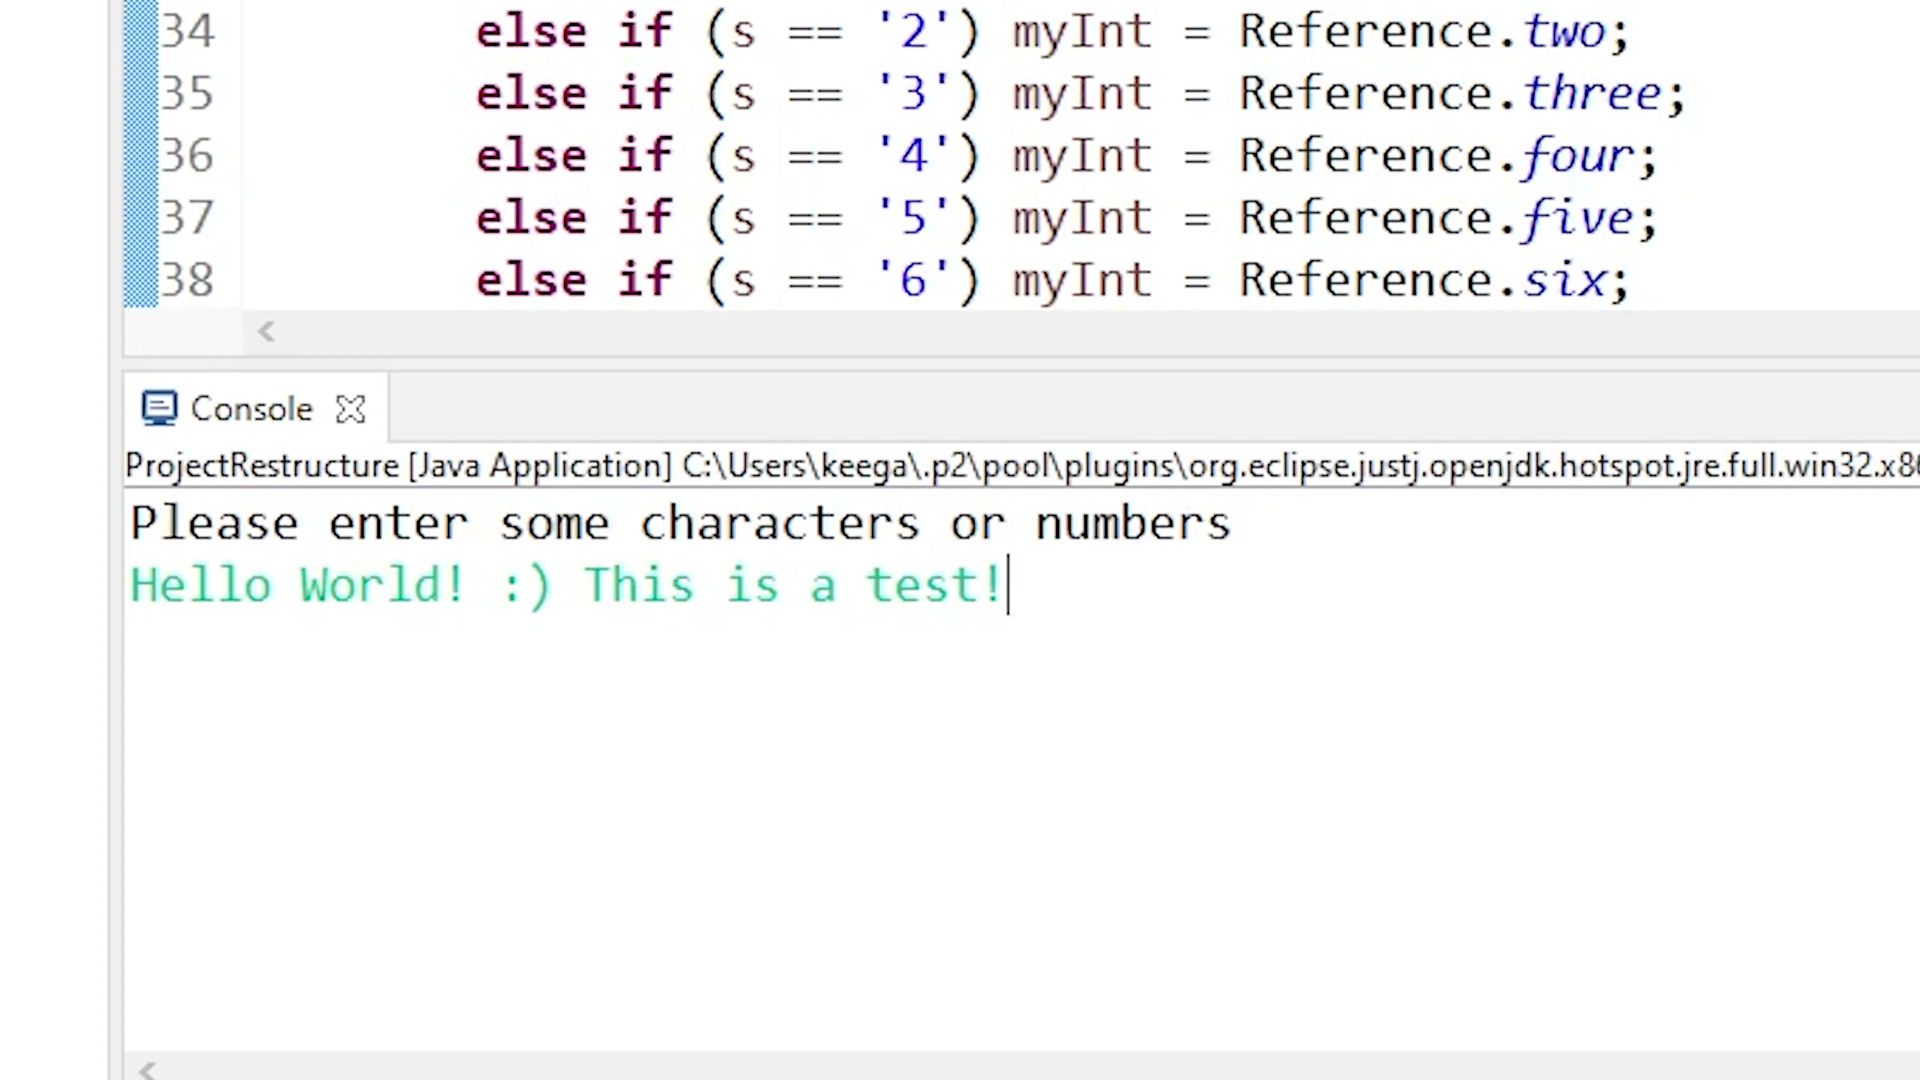 34 else if (s == '2') myInt = Reference.two;
35 else if (s == '3') myInt = Reference.three;
36 else if (s == '4') myInt = Reference.four;
37 else if (s == '5') myInt = Reference.five;
38 else if (s == '6') myInt = Reference.six;
Console
ProjectRestructure [Java Application] C:\Users\keega\.p2\pool\plugins\org.eclipse.justj.openjdk.hotspot.jre.full.win32.x86
Please enter some characters or numbers
Hello World! :) This is a test!